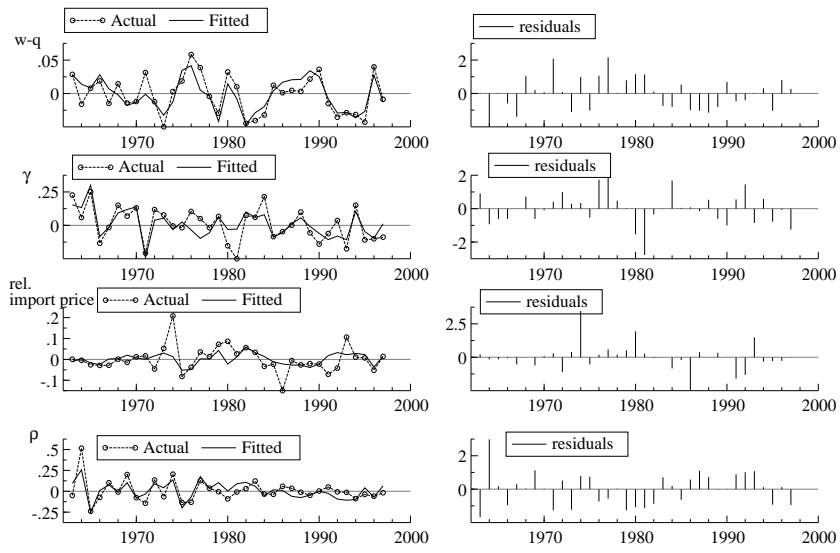 Actual Fitted
w-q
.05
0
1970 1980 1990 2000
residuals
2
0
1970 1980 1990 2000
Actual Fitted
γ
.25
0
1970 1980 1990 2000
residuals
2
0
-2
1970 1980 1990 2000
rel.
import price
Actual Fitted
.2
.1
0
-.1
1970 1980 1990 2000
residuals
2.5
0
1970 1980 1990 2000
ρ
Actual Fitted
.5
.25
0
-.25
1970 1980 1990 2000
residuals
2
0
1970 1980 1990 2000